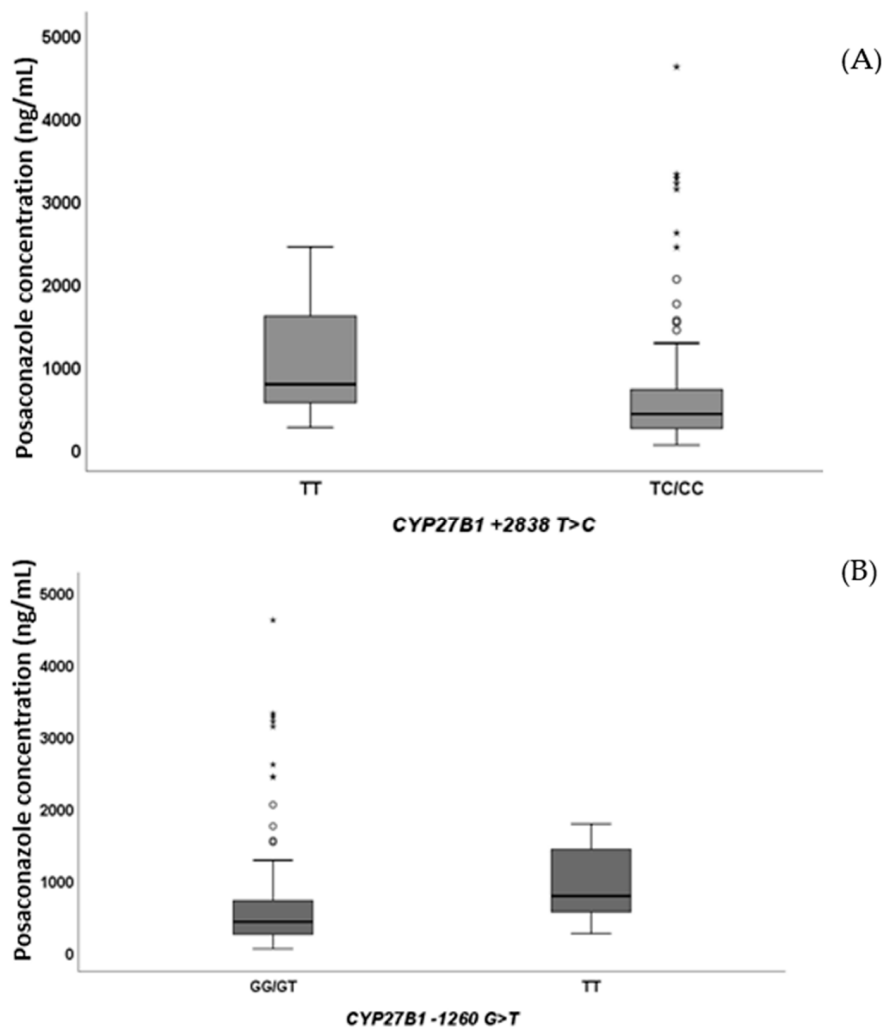 (A)
Posaconazole concentration (ng/mL)
5000
4000
3000
2000
1000
0
TT
TC/CC
CYP27B1 +2838 T>C
(B)
Posaconazole concentration (ng/mL)
5000
4000
3000
2000
1000
0
GG/GT
TT
CYP27B1 -1260 G>T